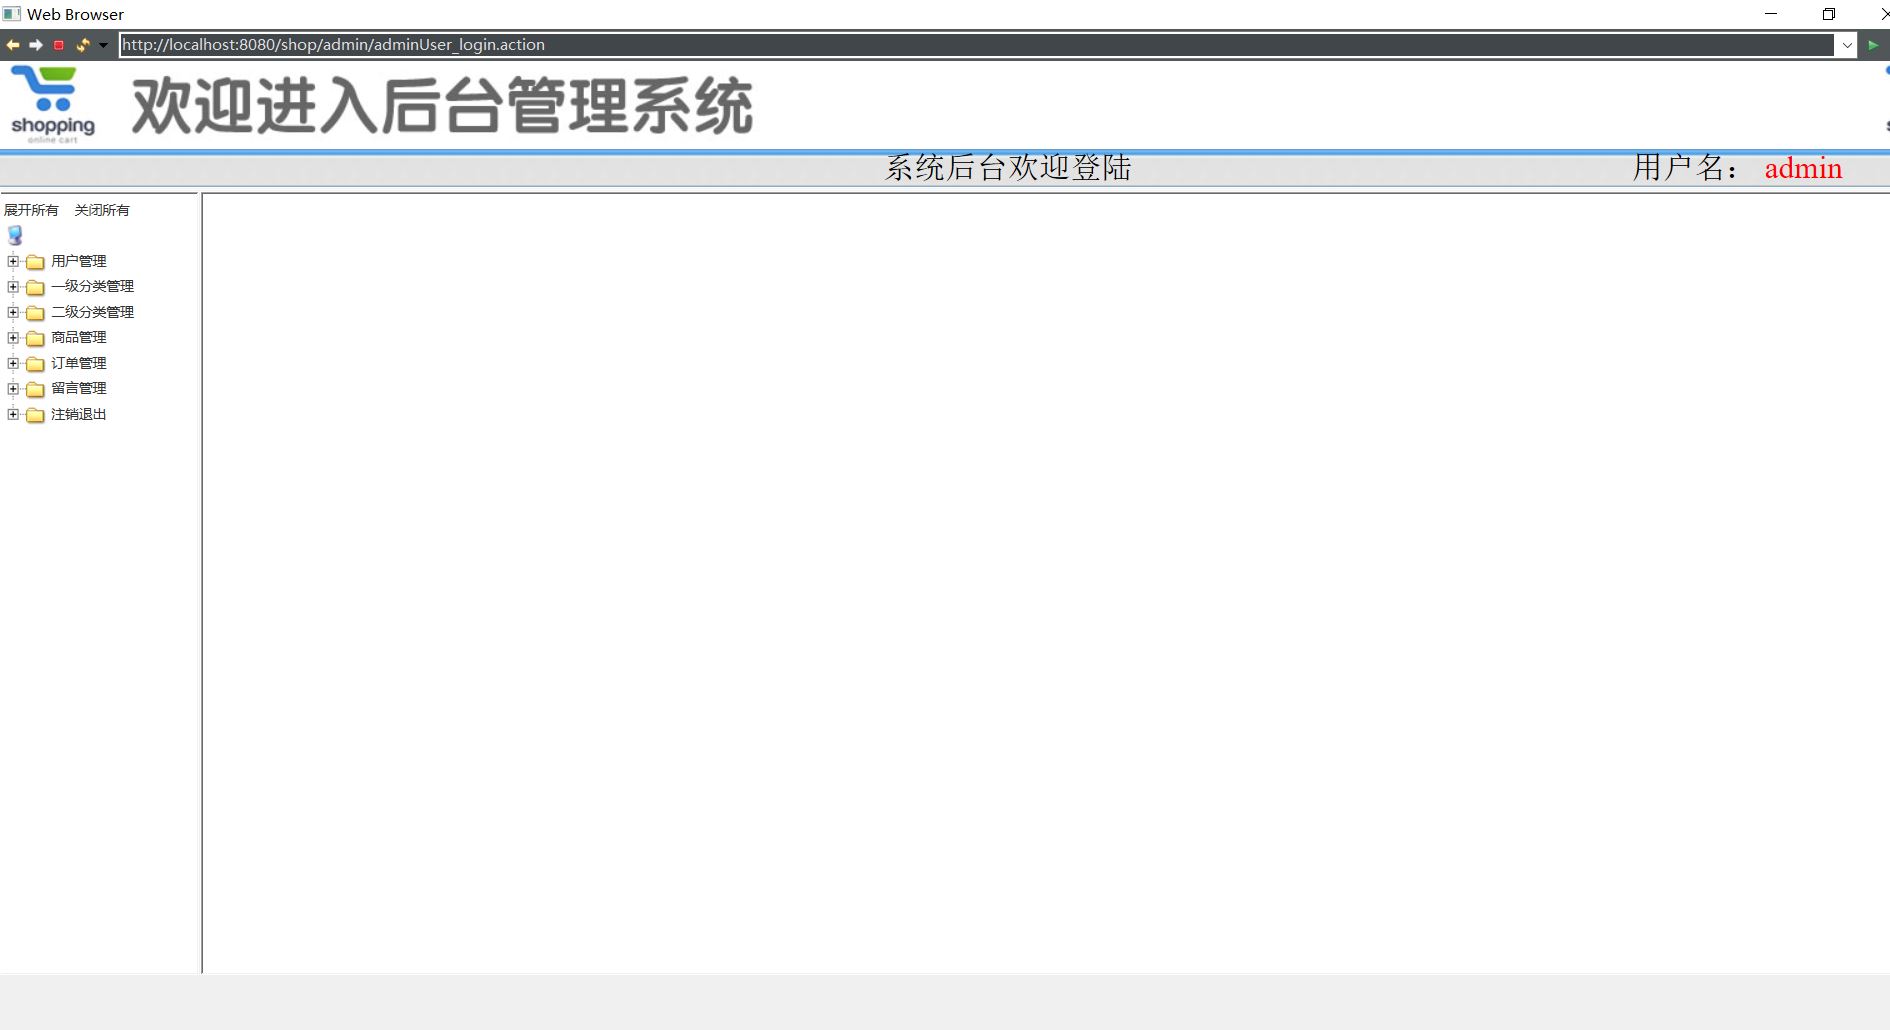 Web Browser
http://localhost:8080/shop/admin/adminUser_login.action
shopping
online cart
欢迎进入后台管理系统
系统后台欢迎登陆
用户名： admin
展开所有 关闭所有
用户管理
一级分类管理
二级分类管理
商品管理
订单管理
留言管理
注销退出